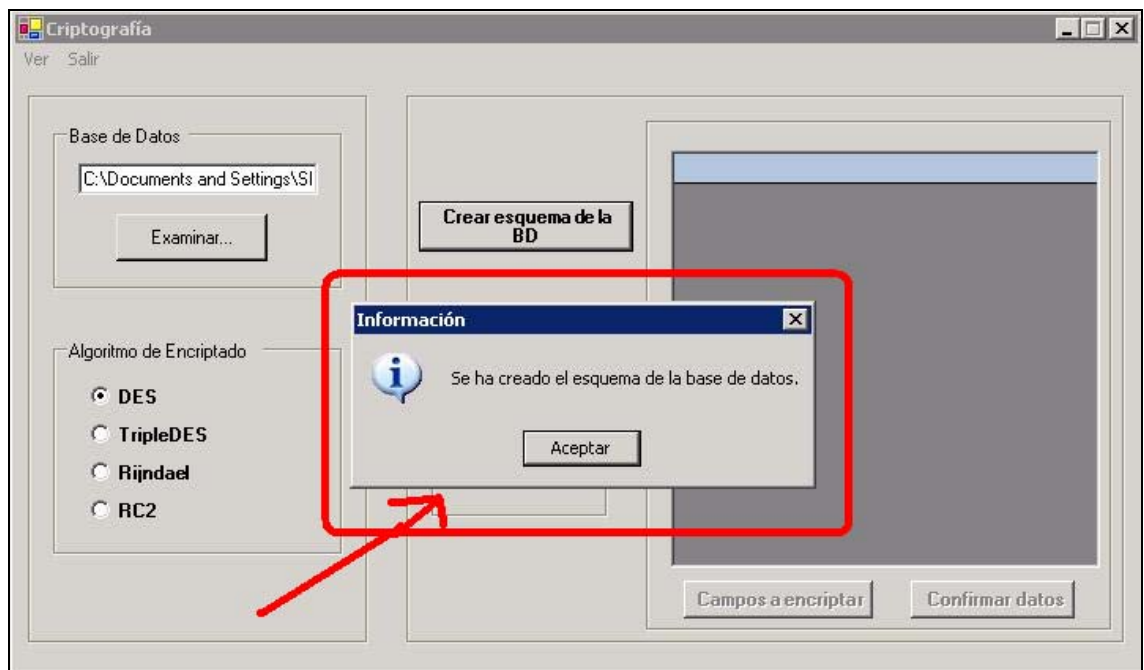 Criptografía
Ver Salir
Base de Datos
C:\Documents and Settings\SI
Examinar...
Algoritmo de Encriptado
DES
TripleDES
Rijndael
RC2
Crear esquema de la
BD
Información
Se ha creado el esquema de la base de datos.
Aceptar
Campos a encriptar
Confirmar datos